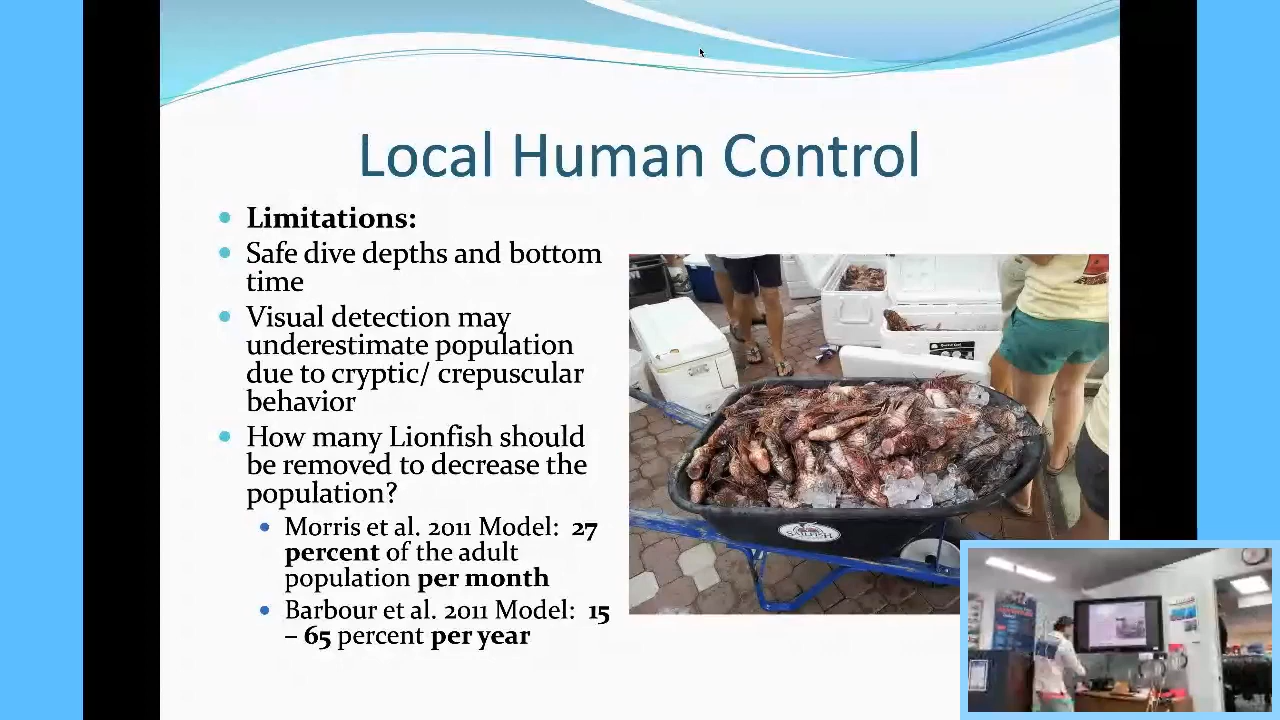 Local Human Control
Limitations:
Safe dive depths and bottom
time
Visual detection may
underestimate population
due to cryptic/ crepuscular
behavior
How many Lionfish should
be removed to decrease the
population?
Morris et al. 2011 Model: 27
percent of the adult
population per month
Barbour et al. 2011 Model: 15
– 65 percent per year